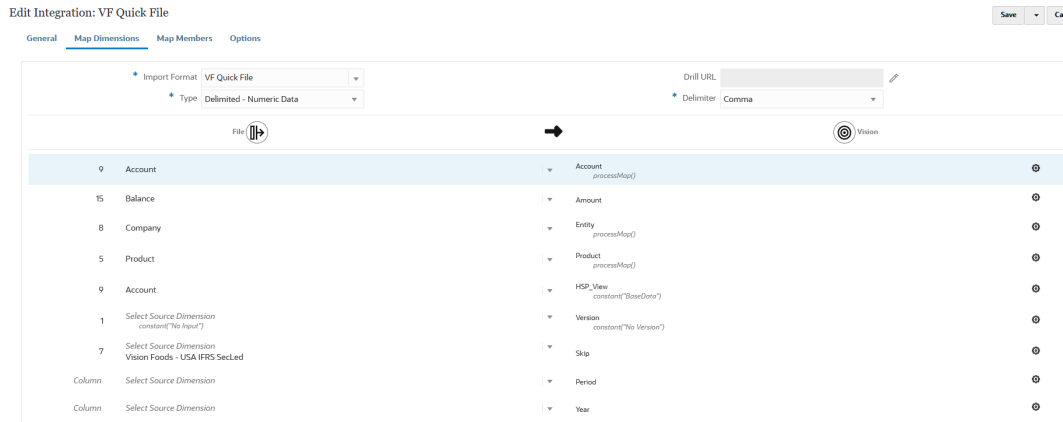 Edit Integration: VF Quick File
Save Ca
General Map Dimensions Map Members Options
* Import Format VF Quick File Drill URL
* Type Delimited - Numeric Data * Delimiter Comma
File Vision
9 Account Account
processMap()
15 Balance Amount
8 Company Entity
processMap()
5 Product Product
processMap()
9 Account HSP_View
constant("BaseData")
1 Select Source Dimension Version
constant("No Input") constant("No Version")
7 Select Source Dimension Skip
Vision Foods - USA IFRS SecLed
Column Select Source Dimension Period
Column Select Source Dimension Year